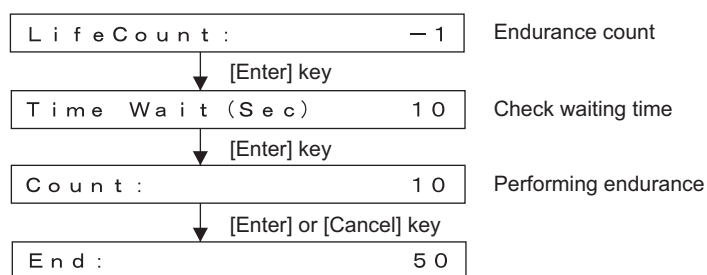 LifeCount: －1 Endurance count
[Enter] key
Time Wait(Sec) 10 Check waiting time
[Enter] key
Count: 10 Performing endurance
[Enter] or [Cancel] key
End: 50